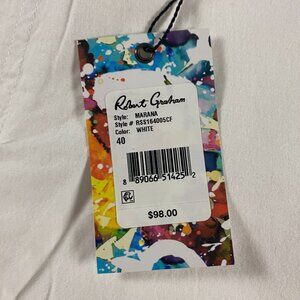 Robert Graham
Style: MARANA
Style # RSS164005CF
Color: WHITE
40
8 89066 51425 2
$98.00